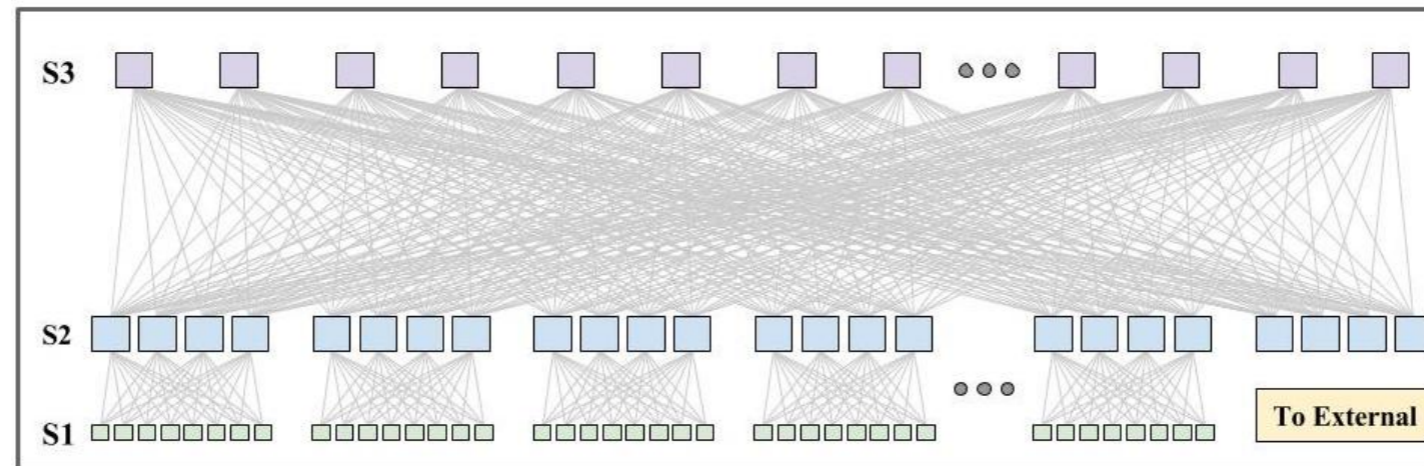 S3
S2
S1
To External